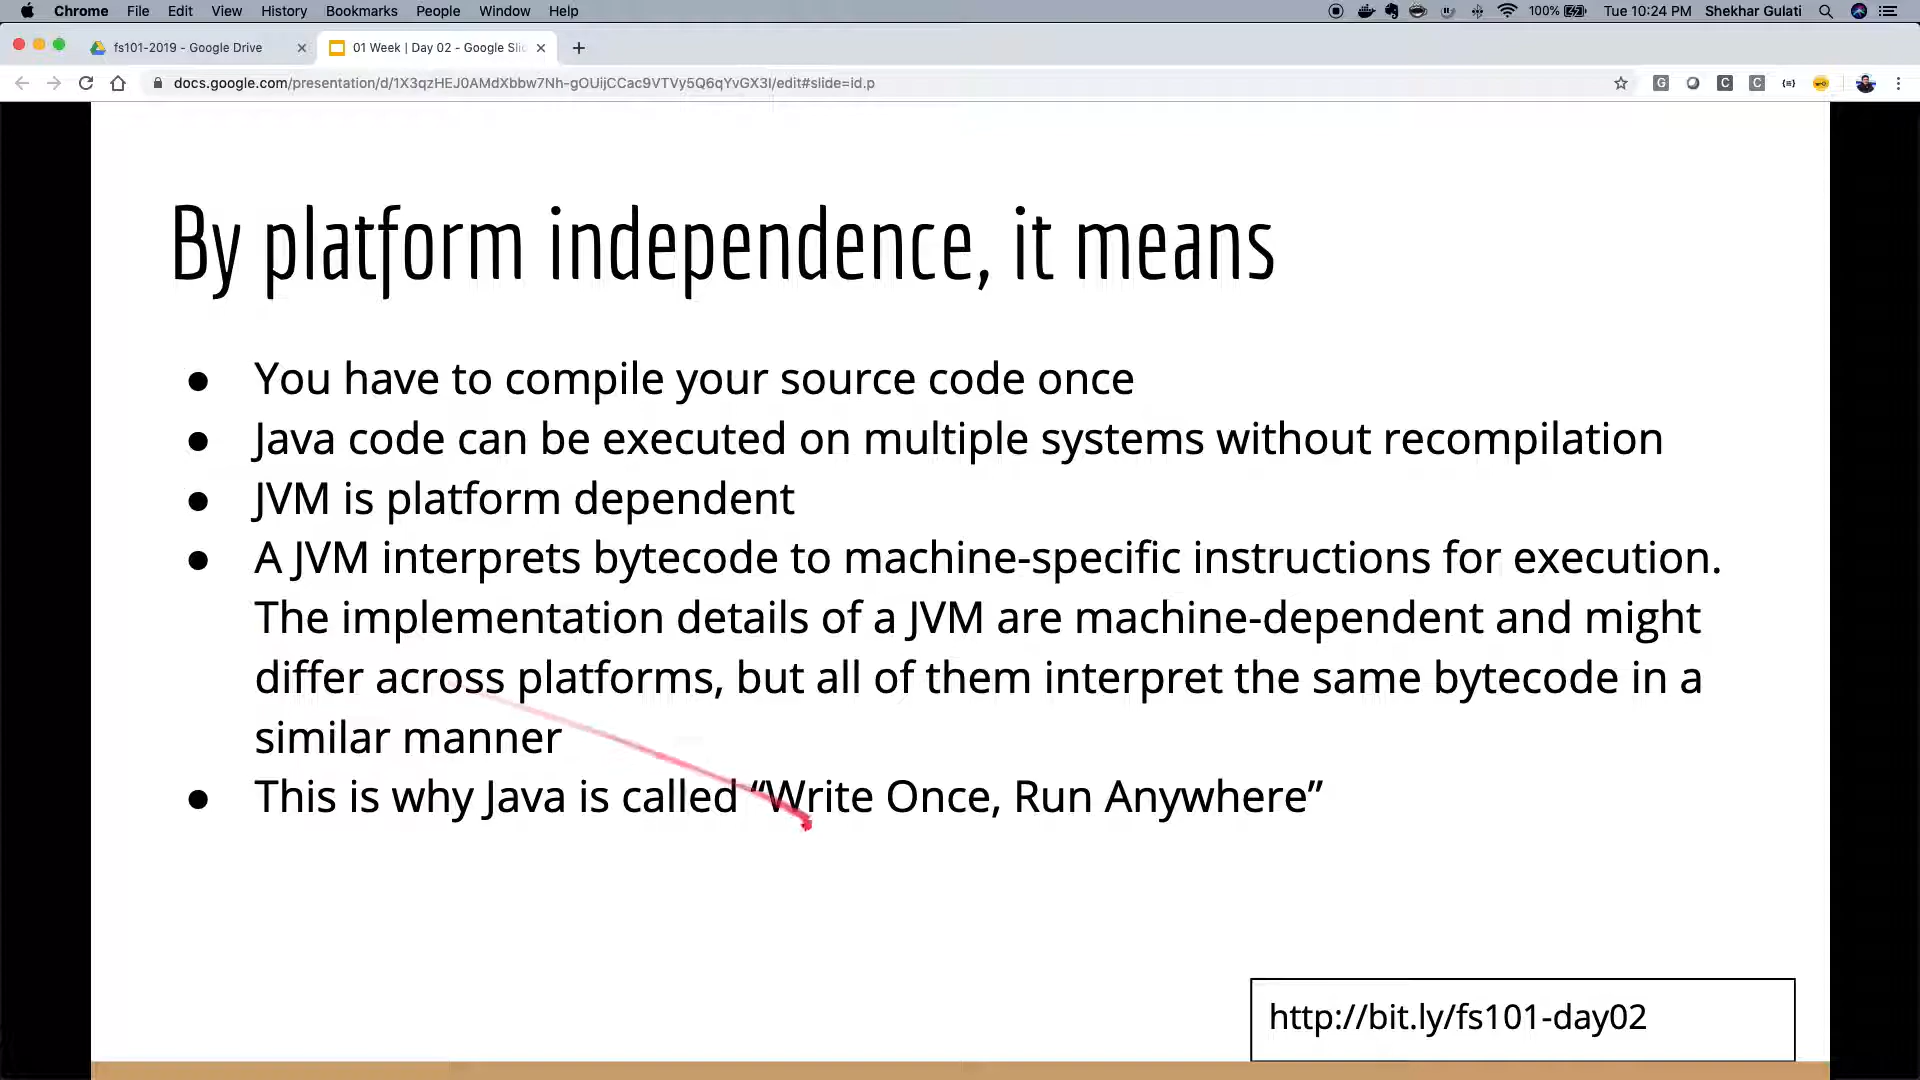 Chrome File Edit View History Bookmarks People Window Help 100% Tue 10:24 PM Shekhar Gulati
fs101-2019 - Google Drive 01 Week | Day 02 - Google Slid
docs.google.com/presentation/d/1X3qzHEJ0AMdXbbw7Nh-gOUijCCac9VTVy5Q6qYvGX3I/edit#slide=id.p
By platform independence, it means
● You have to compile your source code once
● Java code can be executed on multiple systems without recompilation
● JVM is platform dependent
● A JVM interprets bytecode to machine-specific instructions for execution.
The implementation details of a JVM are machine-dependent and might
differ across platforms, but all of them interpret the same bytecode in a
similar manner
● This is why Java is called “Write Once, Run Anywhere”
http://bit.ly/fs101-day02